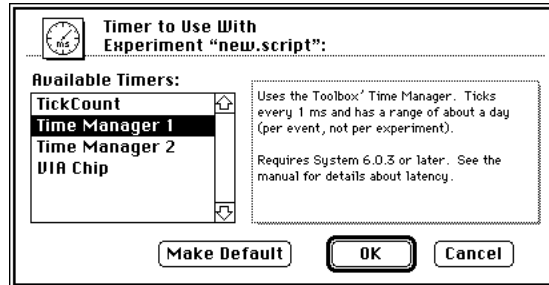 ms
Timer to Use With
Experiment “new.script”:
Available Timers:
TickCount
Time Manager 1
Time Manager 2
VIA Chip
Uses the Toolbox’ Time Manager. Ticks
every 1 ms and has a range of about a day
(per event, not per experiment).
Requires System 6.0.3 or later. See the
manual for details about latency.
Make Default
OK
Cancel